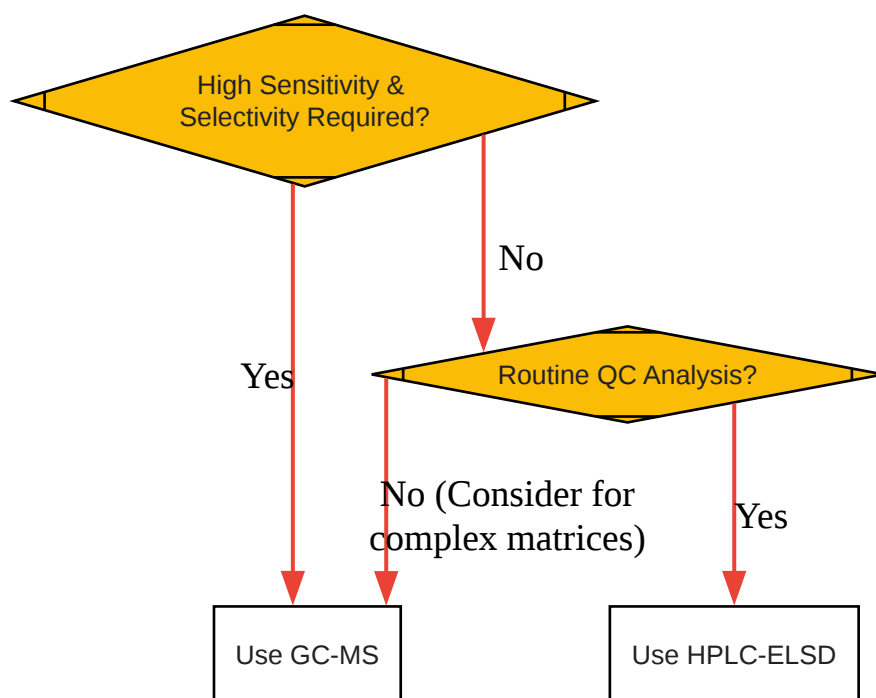 High Sensitivity &
Selectivity Required?
No
Yes
Routine QC Analysis?
No (Consider for
complex matrices)
Yes
Use GC-MS
Use HPLC-ELSD